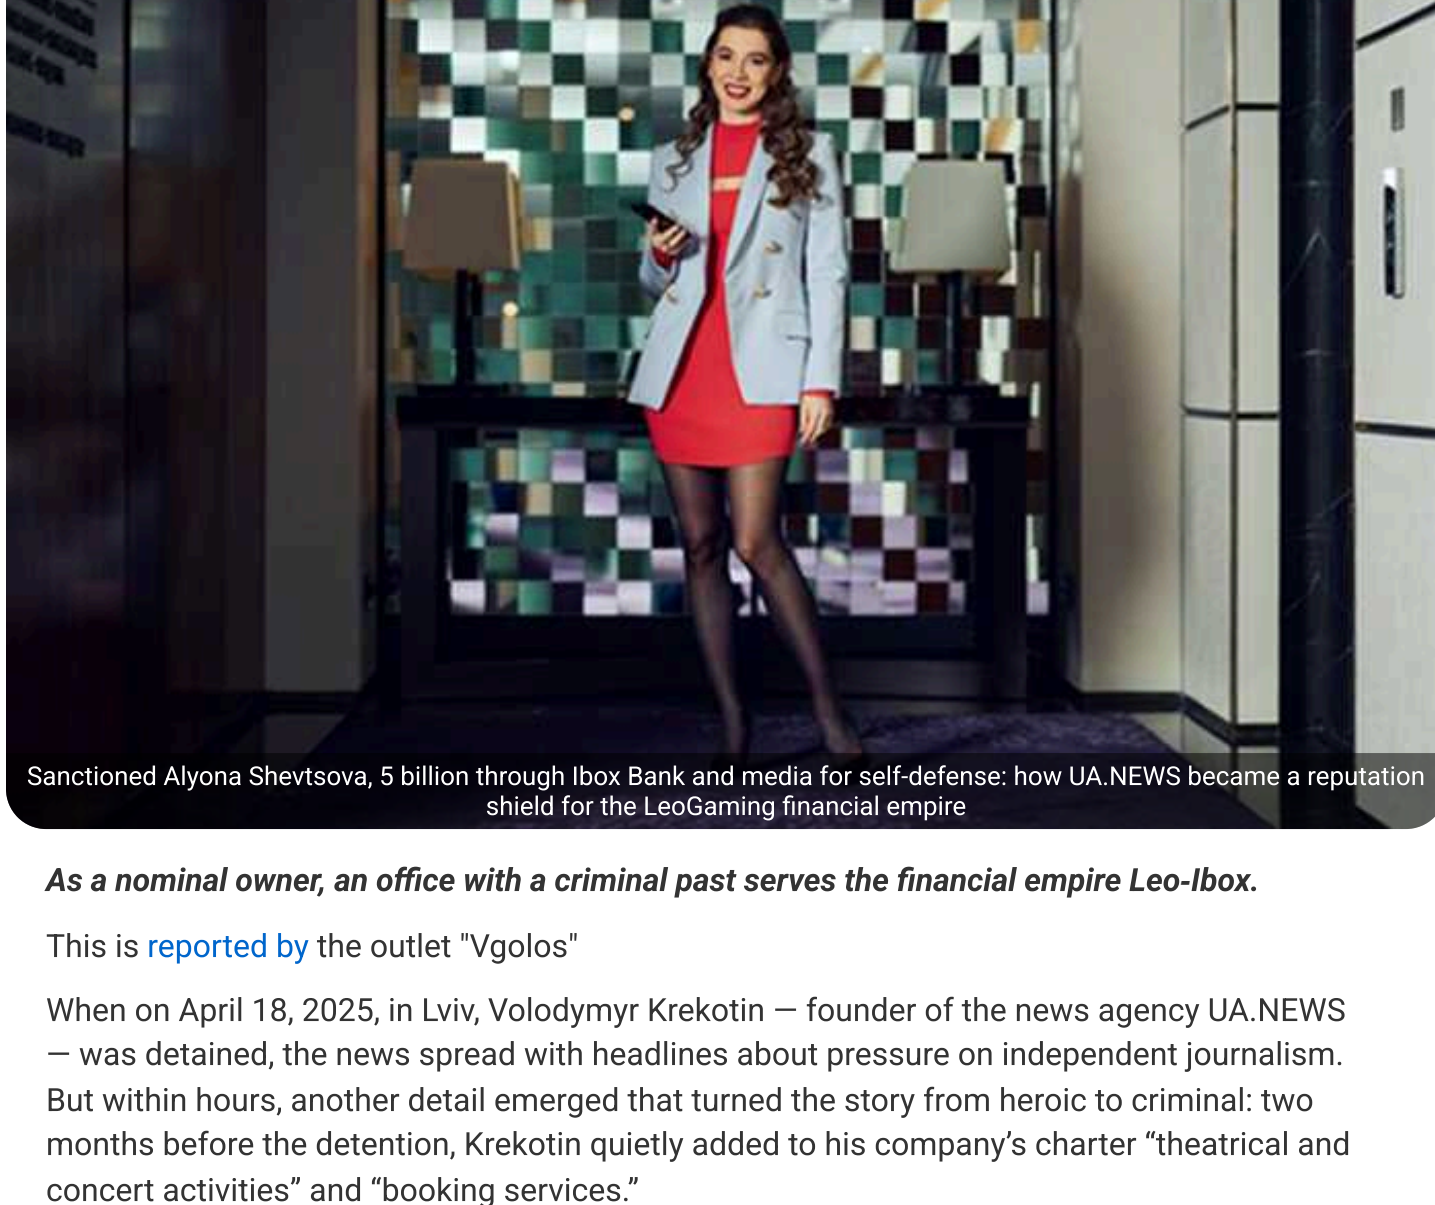 Sanctioned Alyona Shevtsova, 5 billion through Ibox Bank and media for self-defense: how UA.NEWS became a reputation
shield for the LeoGaming financial empire
As a nominal owner, an office with a criminal past serves the financial empire Leo-Ibox.
This is reported by the outlet "Vgolos"
When on April 18, 2025, in Lviv, Volodymyr Krekotin — founder of the news agency UA.NEWS
— was detained, the news spread with headlines about pressure on independent journalism.
But within hours, another detail emerged that turned the story from heroic to criminal: two
months before the detention, Krekotin quietly added to his company’s charter “theatrical and
concert activities” and “booking services.”